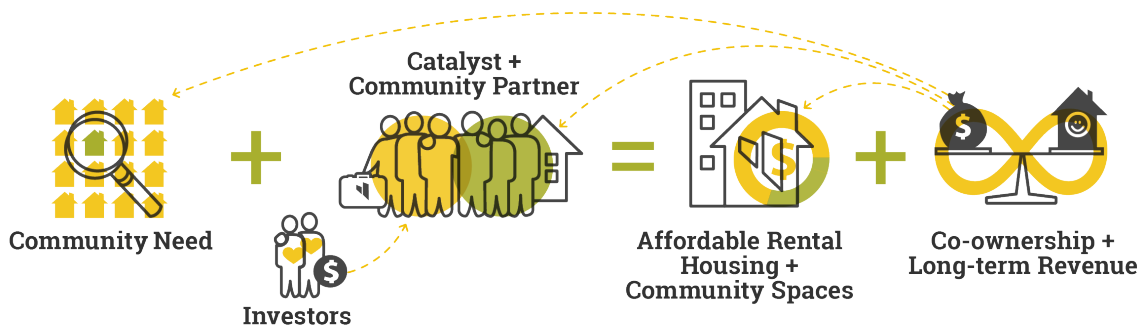 Catalyst +
Community Partner
$
$
Community Need
+
=
+
Affordable Rental
Housing +
Community Spaces
Co-ownership +
Long-term Revenue
$
Investors